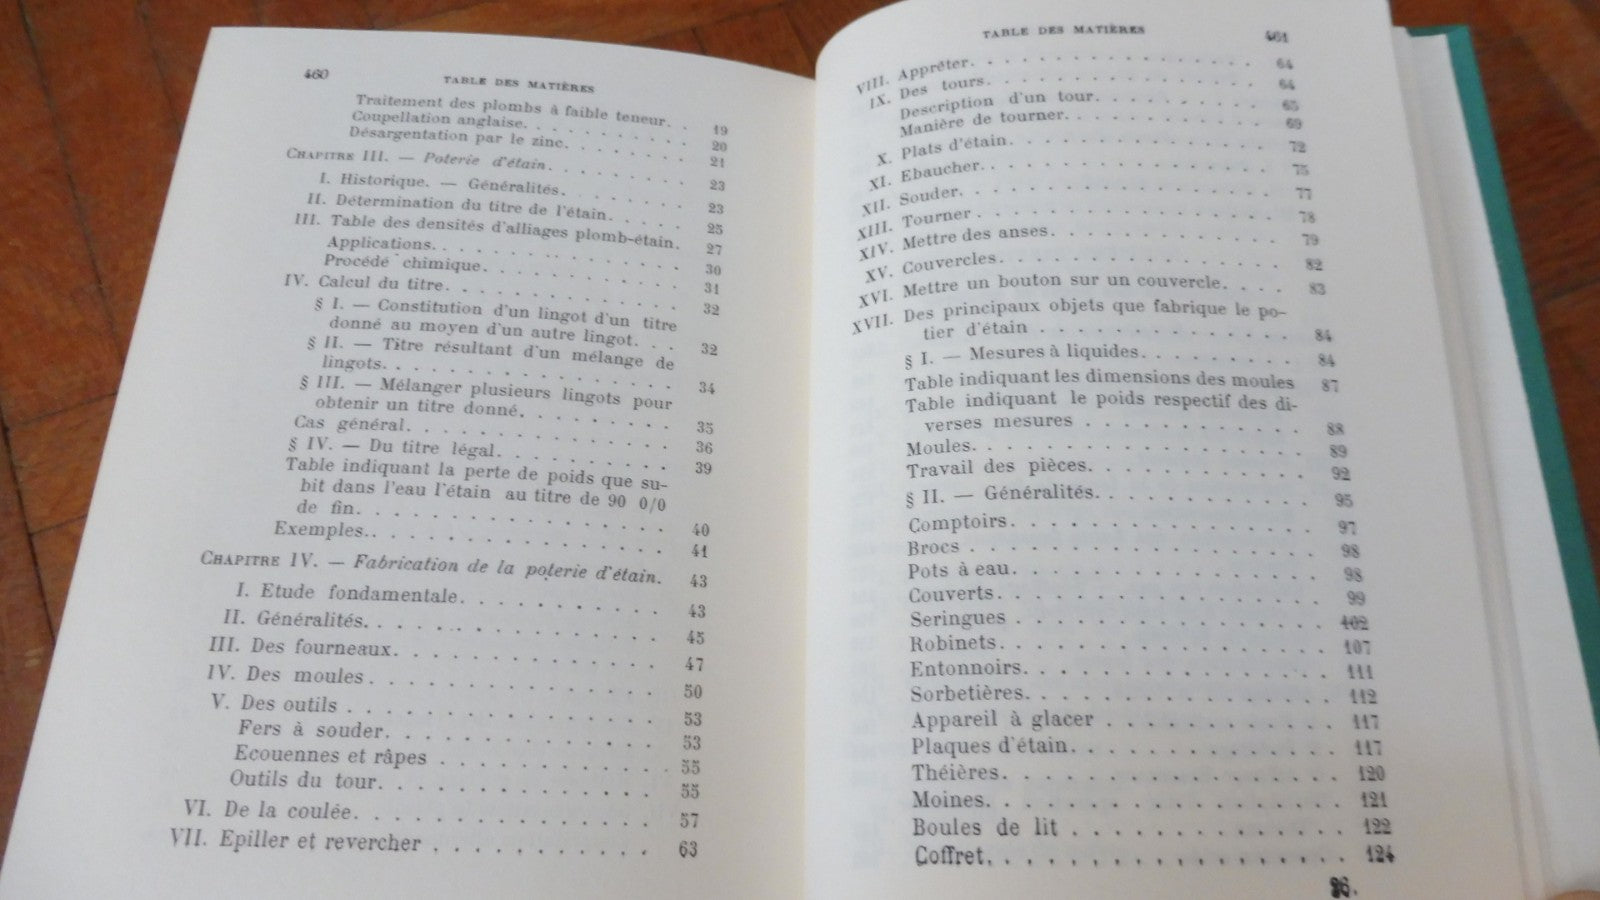 460
TABLE DES MATIÈRES
Traitement des plombs à faible teneur. . 19
Coupellation anglaise. . . . . . . . . 20
Désargentation par le zinc. . . . . . . 21
CHAPITRE III. — Poterie d'étain. . . . . . 23
I. Historique. — Généralités. . . . . . 23
II. Détermination du titre de l'étain. . . . . 25
III. Table des densités d'alliages plomb-étain. 27
Applications. . . . . . . . . . . . 30
Procédé chimique. . . . . . . . . . 31
IV. Calcul du titre. . . . . . . . . . . . 32
§ I. — Constitution d'un lingot d'un titre
donné au moyen d'un autre lingot. . . 32
§ II. — Titre résultant d'un mélange de
lingots. . . . . . . . . . . . . . . 34
§ III. — Mélanger plusieurs lingots pour
obtenir un titre donné. . . . . . . . 35
Cas général. . . . . . . . . . . . . 36
§ IV. — Du titre légal. . . . . . . . . 39
Table indiquant la perte de poids que su-
bit dans l'eau l'étain au titre de 90 0/0
de fin. . . . . . . . . . . . . . . 40
Exemples.. . . . . . . . . . . . . . 41
CHAPITRE IV. — Fabrication de la poterie d'étain. 43
I. Etude fondamentale. . . . . . . . . . 43
II. Généralités. . . . . . . . . . . . . 45
III. Des fourneaux. . . . . . . . . . . . 47
IV. Des moules . . . . . . . . . . . . . 50
V. Des outils . . . . . . . . . . . . . 53
Fers à souder. . . . . . . . . . . . 53
Ecouennes et râpes . . . . . . . . . . 55
Outils du tour. . . . . . . . . . . . 55
VI. De la coulée. . . . . . . . . . . . . 57
VII. Epiller et revercher . . . . . . . . . . 63
TABLE DES MATIÈRES
461
VIII. Apprêter. . . . . . . . . . . . . . 64
IX. Des tours. . . . . . . . . . . . . . 64
Description d'un tour. . . . . . . . . 65
Manière de tourner. . . . . . . . . . 69
X. Plats d'étain. . . . . . . . . . . . . 72
XI. Ebaucher. . . . . . . . . . . . . . 75
XII. Souder. . . . . . . . . . . . . . . 77
XIII. Tourner . . . . . . . . . . . . . . 78
XIV. Mettre des anses. . . . . . . . . . . 79
XV. Couvercles. . . . . . . . . . . . . . 82
XVI. Mettre un bouton sur un couvercle. . . . 83
XVII. Des principaux objets que fabrique le po-
tier d'étain . . . . . . . . . . . . 84
§ I. — Mesures à liquides. . . . . . . . 84
Table indiquant les dimensions des moules 87
Table indiquant le poids respectif des di-
verses mesures . . . . . . . . . . . 88
Moules. . . . . . . . . . . . . . . 89
Travail des pièces. . . . . . . . . . . 92
§ II. — Généralités. . . . . . . . . . 95
Comptoirs. . . . . . . . . . . . . . 97
Brocs . . . . . . . . . . . . . . . 98
Pots à eau. . . . . . . . . . . . . . 98
Couverts. . . . . . . . . . . . . . . 99
Seringues . . . . . . . . . . . . . . 102
Robinets. . . . . . . . . . . . . . . 107
Entonnoirs. . . . . . . . . . . . . . 111
Sorbetières. . . . . . . . . . . . . . 112
Appareil à glacer . . . . . . . . . . . 117
Plaques d'étain. . . . . . . . . . . . 117
Théières. . . . . . . . . . . . . . . 120
Moines. . . . . . . . . . . . . . . 121
Boules de lit . . . . . . . . . . . . . 122
Coffret. . . . . . . . . . . . . . . 124
26.